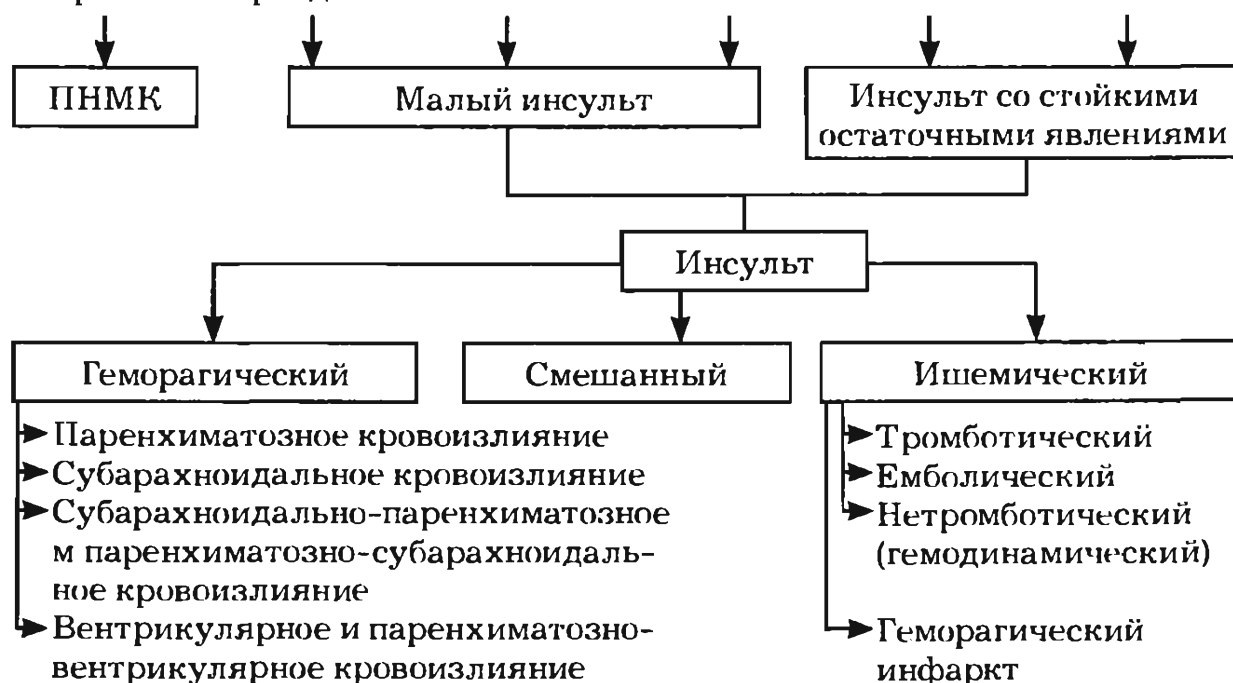 ПНМК
Малый инсульт
Инсульт со стойкими
остаточными явлениями
Инсульт
Геморагический
Смешанный
Ишемический
Паренхиматозное кровоизлияние
Субарахноидальное кровоизлияние
Субарахноидально-паренхиматозное
м паренхиматозно-субарахноидаль-
ное кровоизлияние
Вентрикулярное и паренхиматозно-
вентрикулярное кровоизлияние
Тромботический
Емболический
Нетромботический
(гемодинамический)
Геморагический
инфаркт